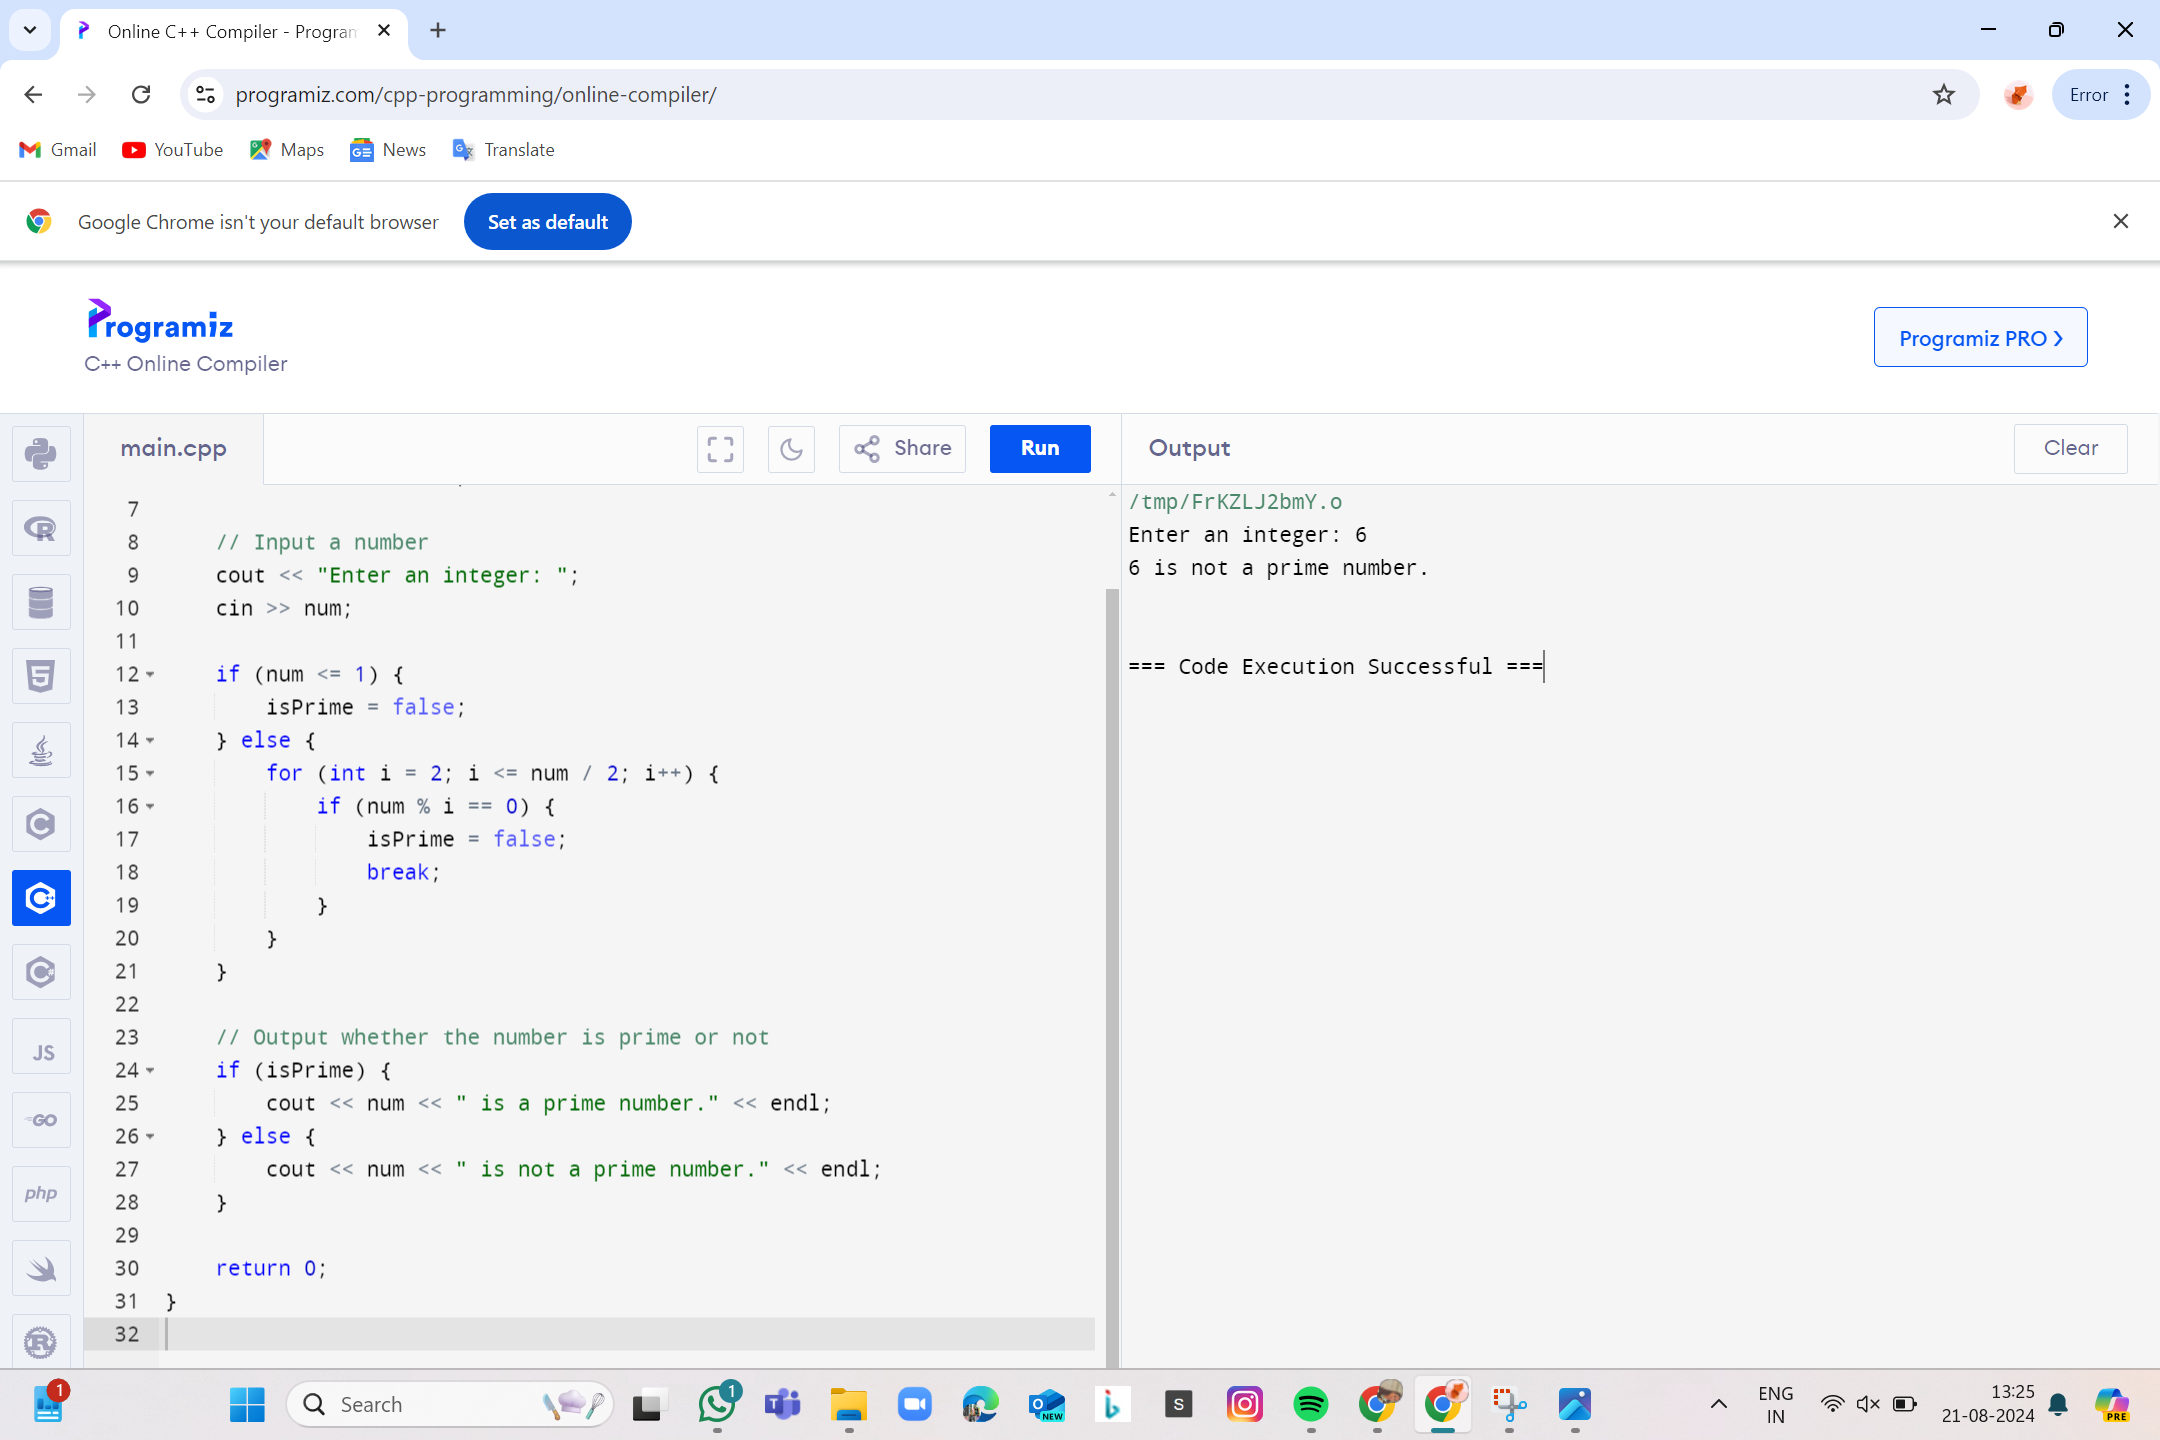 Online C++ Compiler - Program
programiz.com/cpp-programming/online-compiler/
Error
Gmail
YouTube
Maps
News
Translate
Google Chrome isn't your default browser
Set as default
Programiz
C++ Online Compiler
Programiz PRO >
main.cpp
Share
Run
Output
Clear
7
8 // Input a number
9 cout << "Enter an integer: ";
10 cin >> num;
11
12 if (num <= 1) {
13 isPrime = false;
14 } else {
15 for (int i = 2; i <= num / 2; i++) {
16 if (num % i == 0) {
17 isPrime = false;
18 break;
19 }
20 }
21 }
22
23 // Output whether the number is prime or not
24 if (isPrime) {
25 cout << num << " is a prime number." << endl;
26 } else {
27 cout << num << " is not a prime number." << endl;
28 }
29
30 return 0;
31 }
32
/tmp/FrKZLJ2bmY.o
Enter an integer: 6
6 is not a prime number.
=== Code Execution Successful ===
JS
GO
php
1
Search
1
NEW
S
ENG
IN
13:25
21-08-2024
PRE